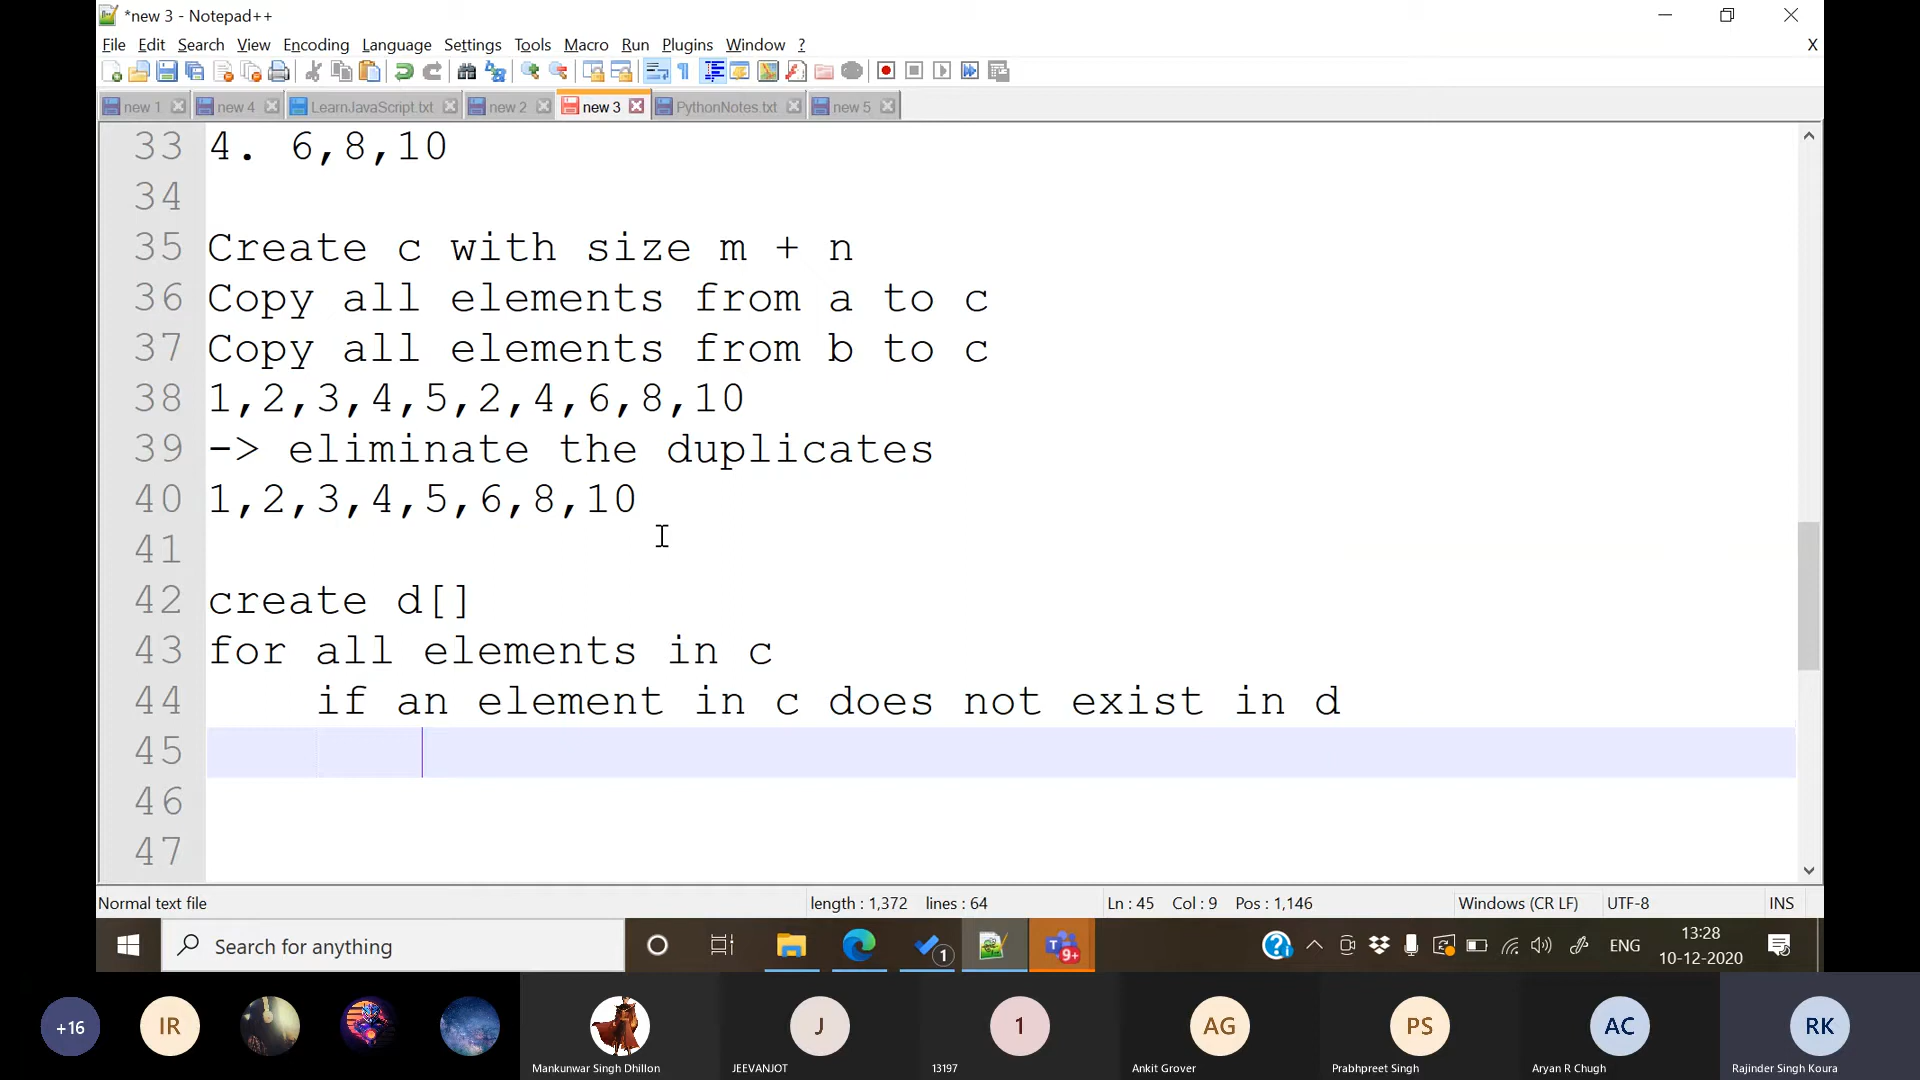 *new 3 - Notepad++
File Edit Search View Encoding Language Settings Tools Macro Run Plugins Window ? X
new 1 new 4 LearnJavaScript.txt new 2 new 3 PythonNotes.txt new 5
33 4. 6,8,10
34
35 Create c with size m + n
36 Copy all elements from a to c
37 Copy all elements from b to c
38 1,2,3,4,5,2,4,6,8,10
39 -> eliminate the duplicates
40 1,2,3,4,5,6,8,10
41
42 create d[]
43 for all elements in c
44 if an element in c does not exist in d
45
46
47
Normal text file length : 1,372 lines : 64 Ln : 45 Col : 9 Pos : 1,146 Windows (CR LF) UTF-8 INS
Search for anything 1 9+ ENG 13:28
10-12-2020
+16 IR J 1 AG PS AC RK
Mankunwar Singh Dhillon JEEVANJOT 13197 Ankit Grover Prabhpreet Singh Aryan R Chugh Rajinder Singh Koura